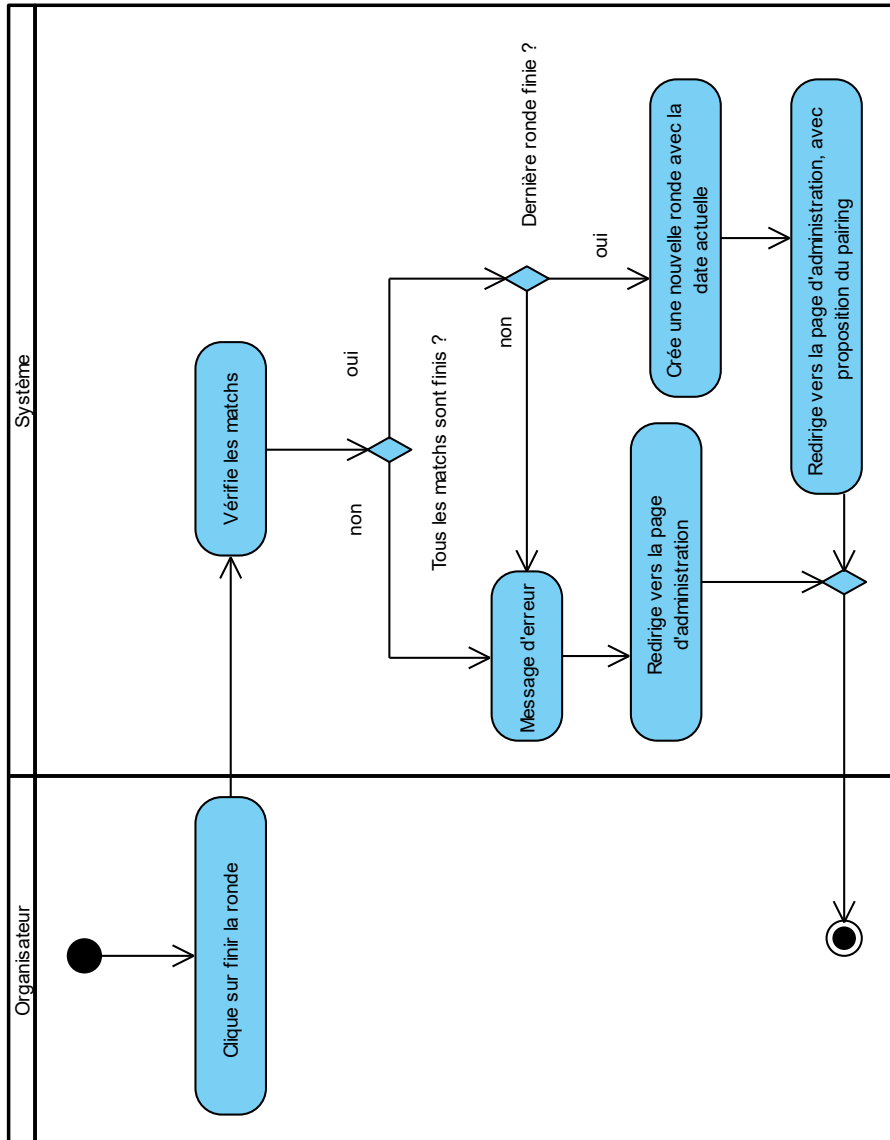 Organisateur
Système
Clique sur finir la ronde
Vérifie les matchs
non
oui
Tous les matchs sont finis ?
Dernière ronde finie ?
non
oui
Message d'erreur
Redirige vers la page
d'administration
Crée une nouvelle ronde avec la
date actuelle
Redirige vers la page d'administration, avec
proposition du pairing